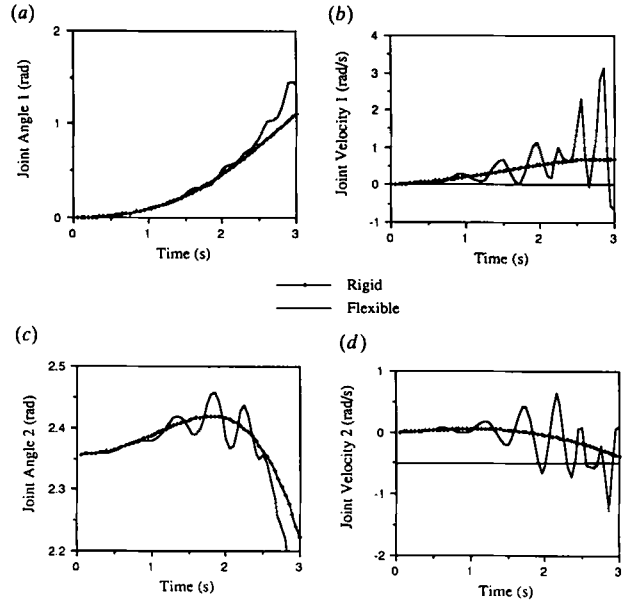 (a)
Joint Angle 1 (rad)
2
1
0
0 1 2 3
Time (s)
(b)
Joint Velocity 1 (rad/s)
4
3
2
1
0
-1
0 1 2 3
Time (s)
Rigid
Flexible
(c)
Joint Angle 2 (rad)
2.5
2.4
2.3
2.2
0 1 2 3
Time (s)
(d)
Joint Velocity 2 (rad/s)
1
0
-1
-2
0 1 2 3
Time (s)